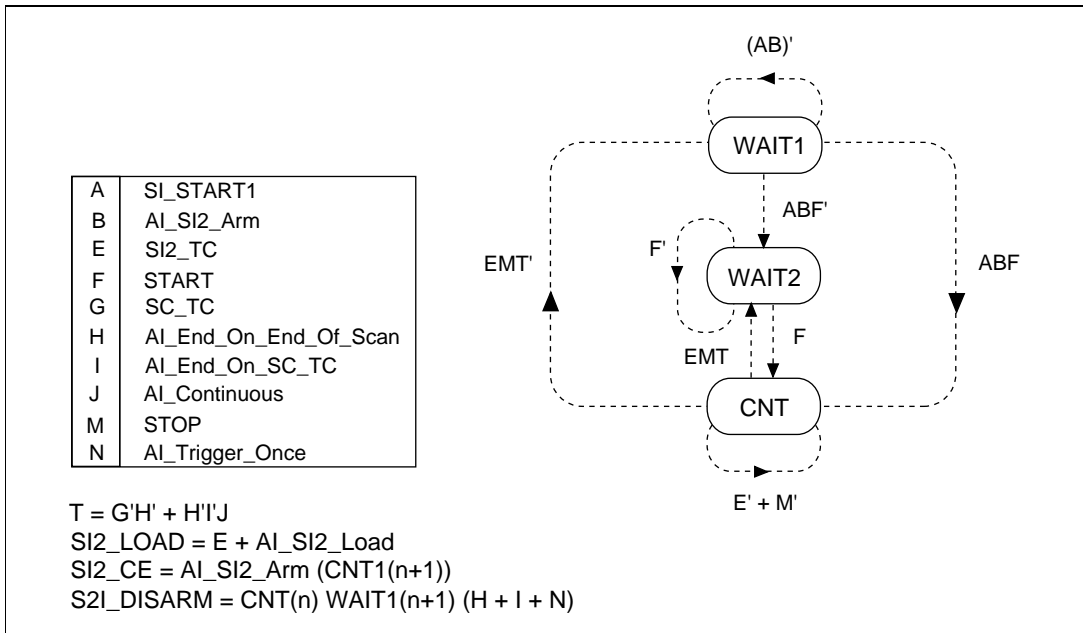 A SI_START1
B AI_SI2_Arm
E SI2_TC
F START
G SC_TC
H AI_End_On_End_Of_Scan
I AI_End_On_SC_TC
J AI_Continuous
M STOP
N AI_Trigger_Once
T = G'H' + H'I'J
SI2_LOAD = E + AI_SI2_Load
SI2_CE = AI_SI2_Arm (CNT1(n+1))
S2I_DISARM = CNT(n) WAIT1(n+1) (H + I + N)
(AB)'
WAIT1
ABF'
EMT'
F'
WAIT2
ABF
EMT
F
CNT
E' + M'